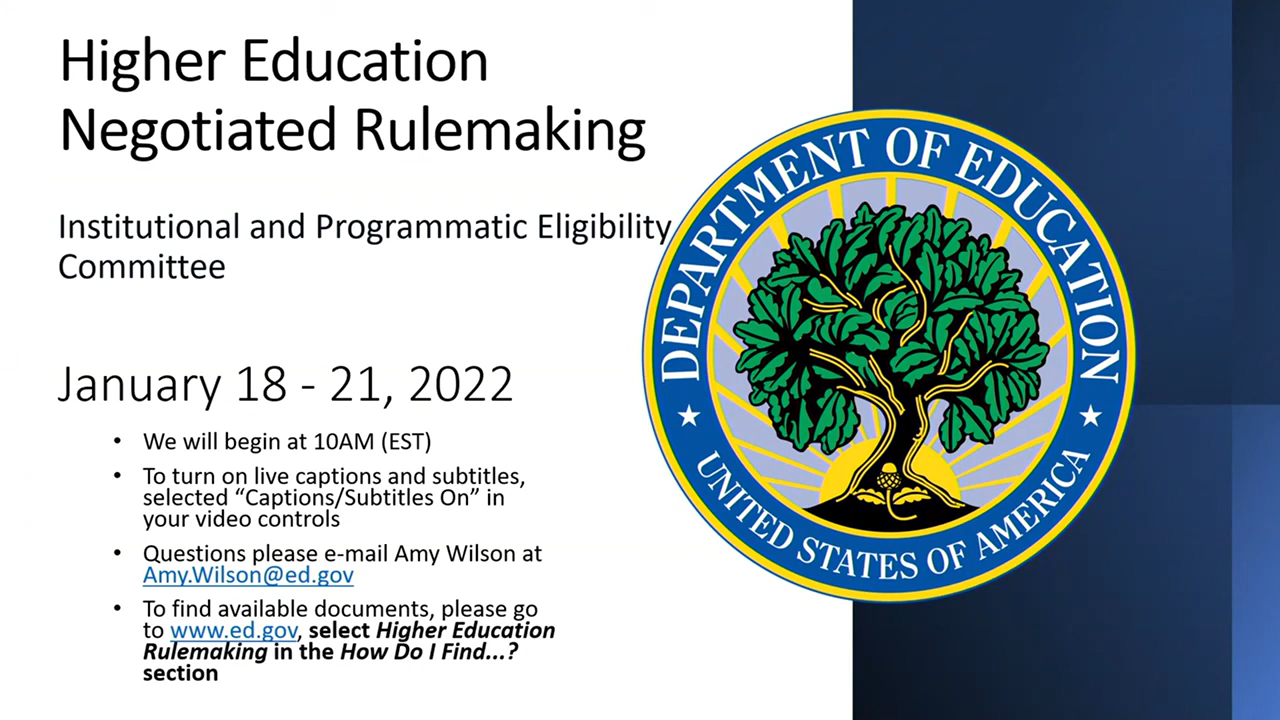 Higher Education
Negotiated Rulemaking
Institutional and Programmatic Eligibility
Committee
January 18 - 21, 2022
• We will begin at 10AM (EST)
• To turn on live captions and subtitles,
selected “Captions/Subtitles On” in
your video controls
• Questions please e-mail Amy Wilson at
Amy.Wilson@ed.gov
• To find available documents, please go
to www.ed.gov, select Higher Education
Rulemaking in the How Do I Find...?
section
DEPARTMENT OF EDUCATION
UNITED STATES OF AMERICA